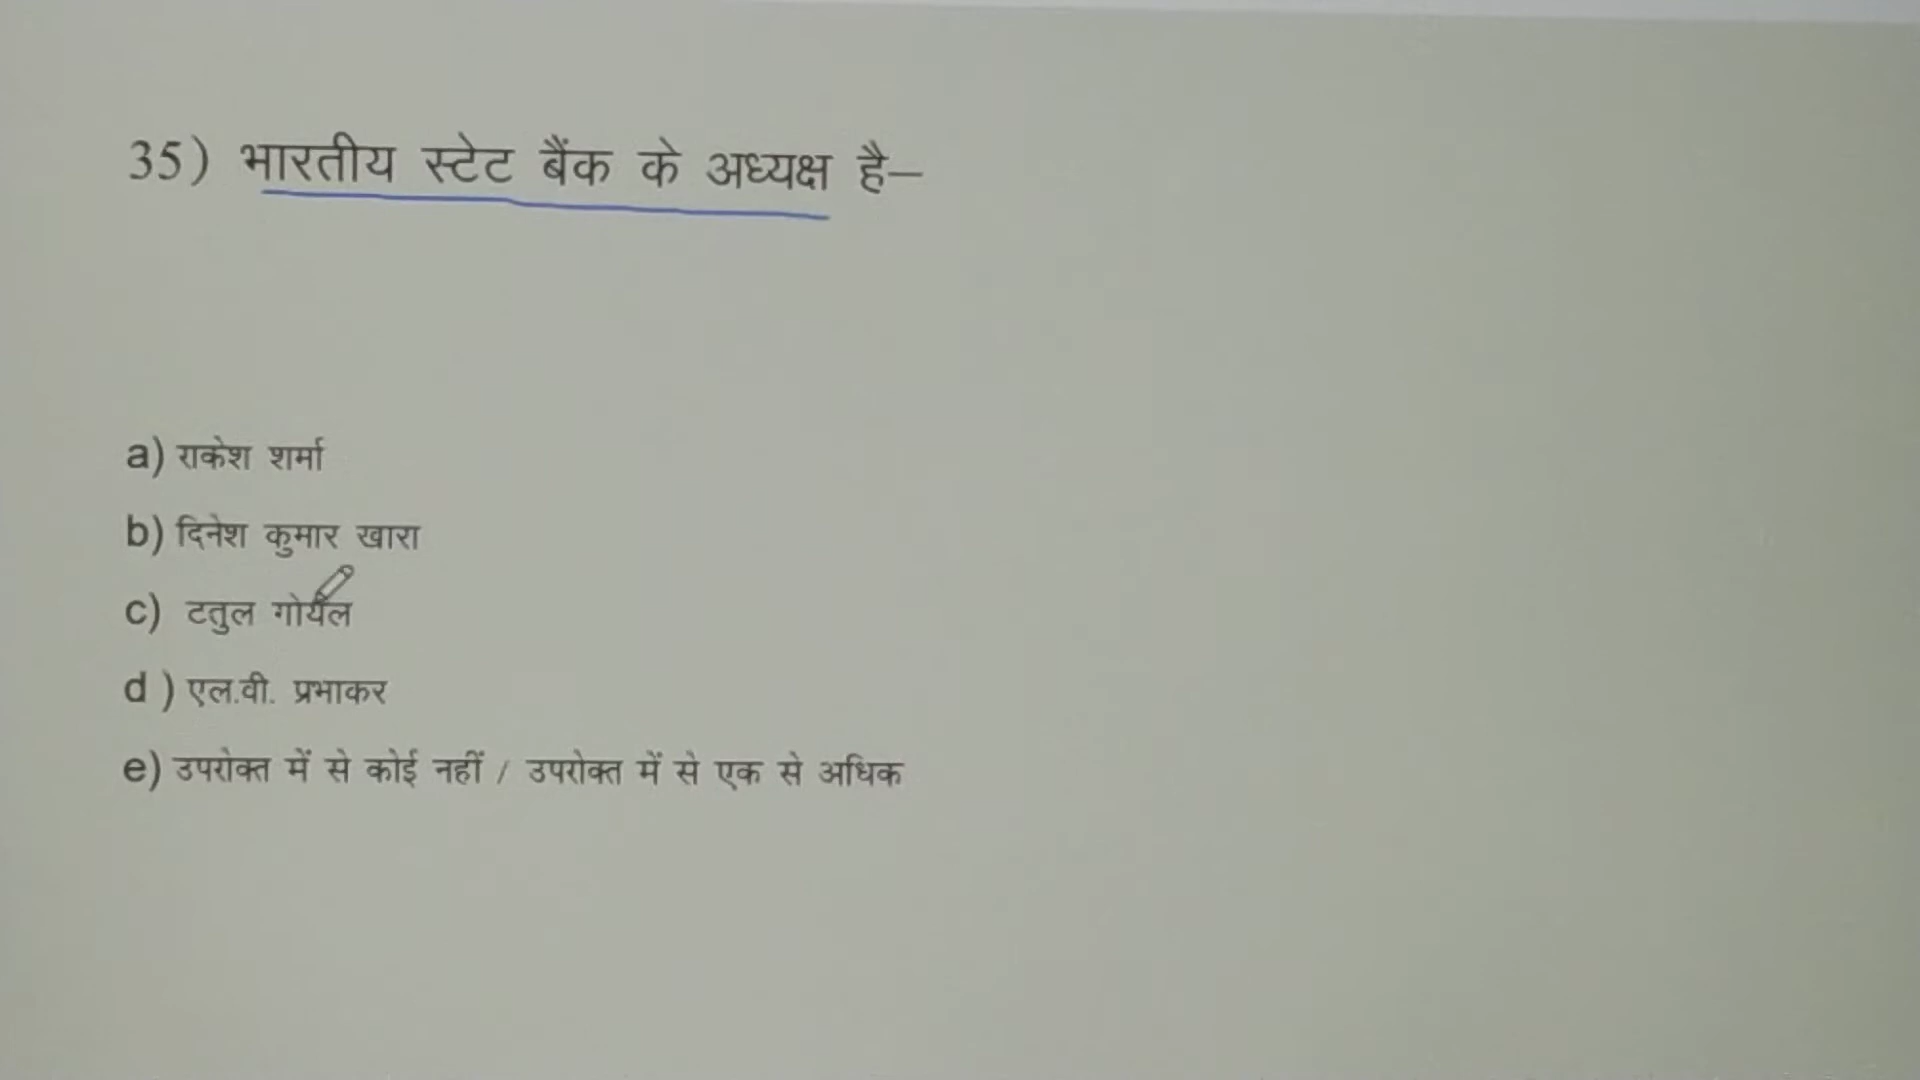 35) भारतीय स्टेट बैंक के अध्यक्ष है–
a) राकेश शर्मा
b) दिनेश कुमार खारा
c) टतुल गोयल
d ) एल.वी. प्रभाकर
e) उपरोक्त में से कोई नहीं / उपरोक्त में से एक से अधिक